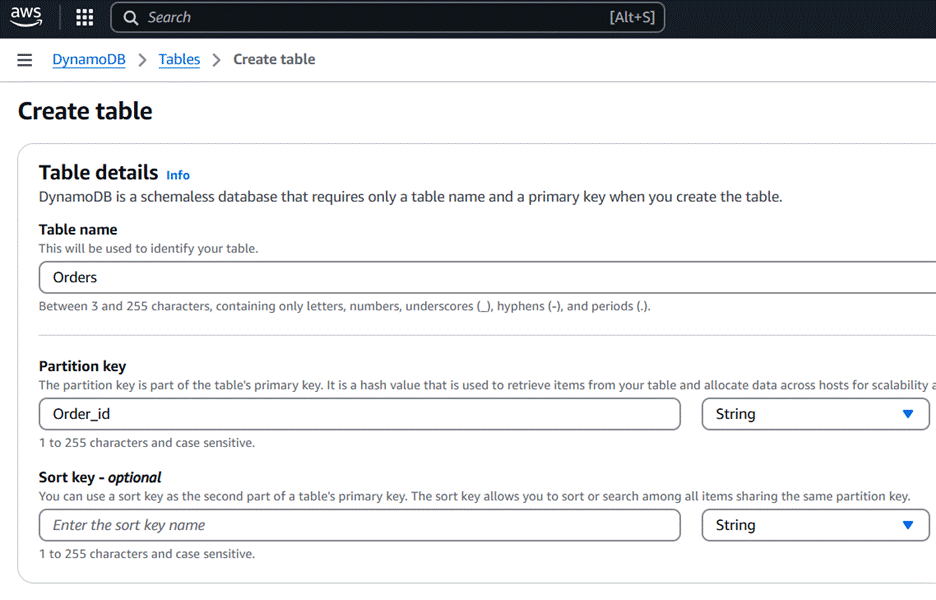 aws
Search [Alt+S]
DynamoDB > Tables > Create table
Create table
Table details Info
DynamoDB is a schemaless database that requires only a table name and a primary key when you create the table.
Table name
This will be used to identify your table.
Orders
Between 3 and 255 characters, containing only letters, numbers, underscores (_), hyphens (-), and periods (.).
Partition key
The partition key is part of the table's primary key. It is a hash value that is used to retrieve items from your table and allocate data across hosts for scalability a
Order_id String
1 to 255 characters and case sensitive.
Sort key - optional
You can use a sort key as the second part of a table's primary key. The sort key allows you to sort or search among all items sharing the same partition key.
Enter the sort key name String
1 to 255 characters and case sensitive.